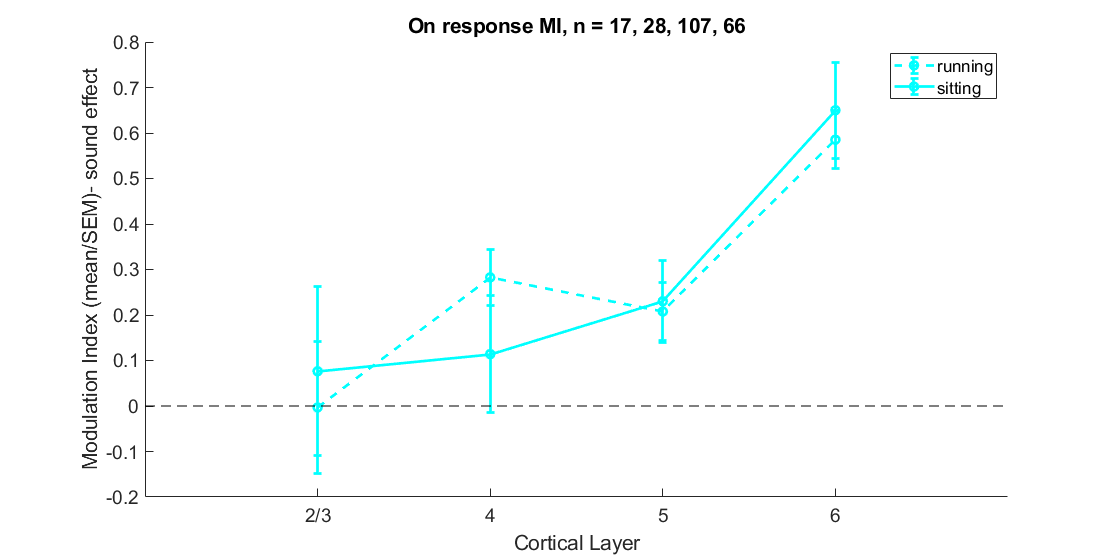 On response MI, n = 17, 28, 107, 66
0.8
0.7
0.6
0.5
0.4
0.3
0.2
0.1
0
-0.1
-0.2
Modulation Index (mean/SEM)- sound effect
running
sitting
2/3 4 5 6
Cortical Layer